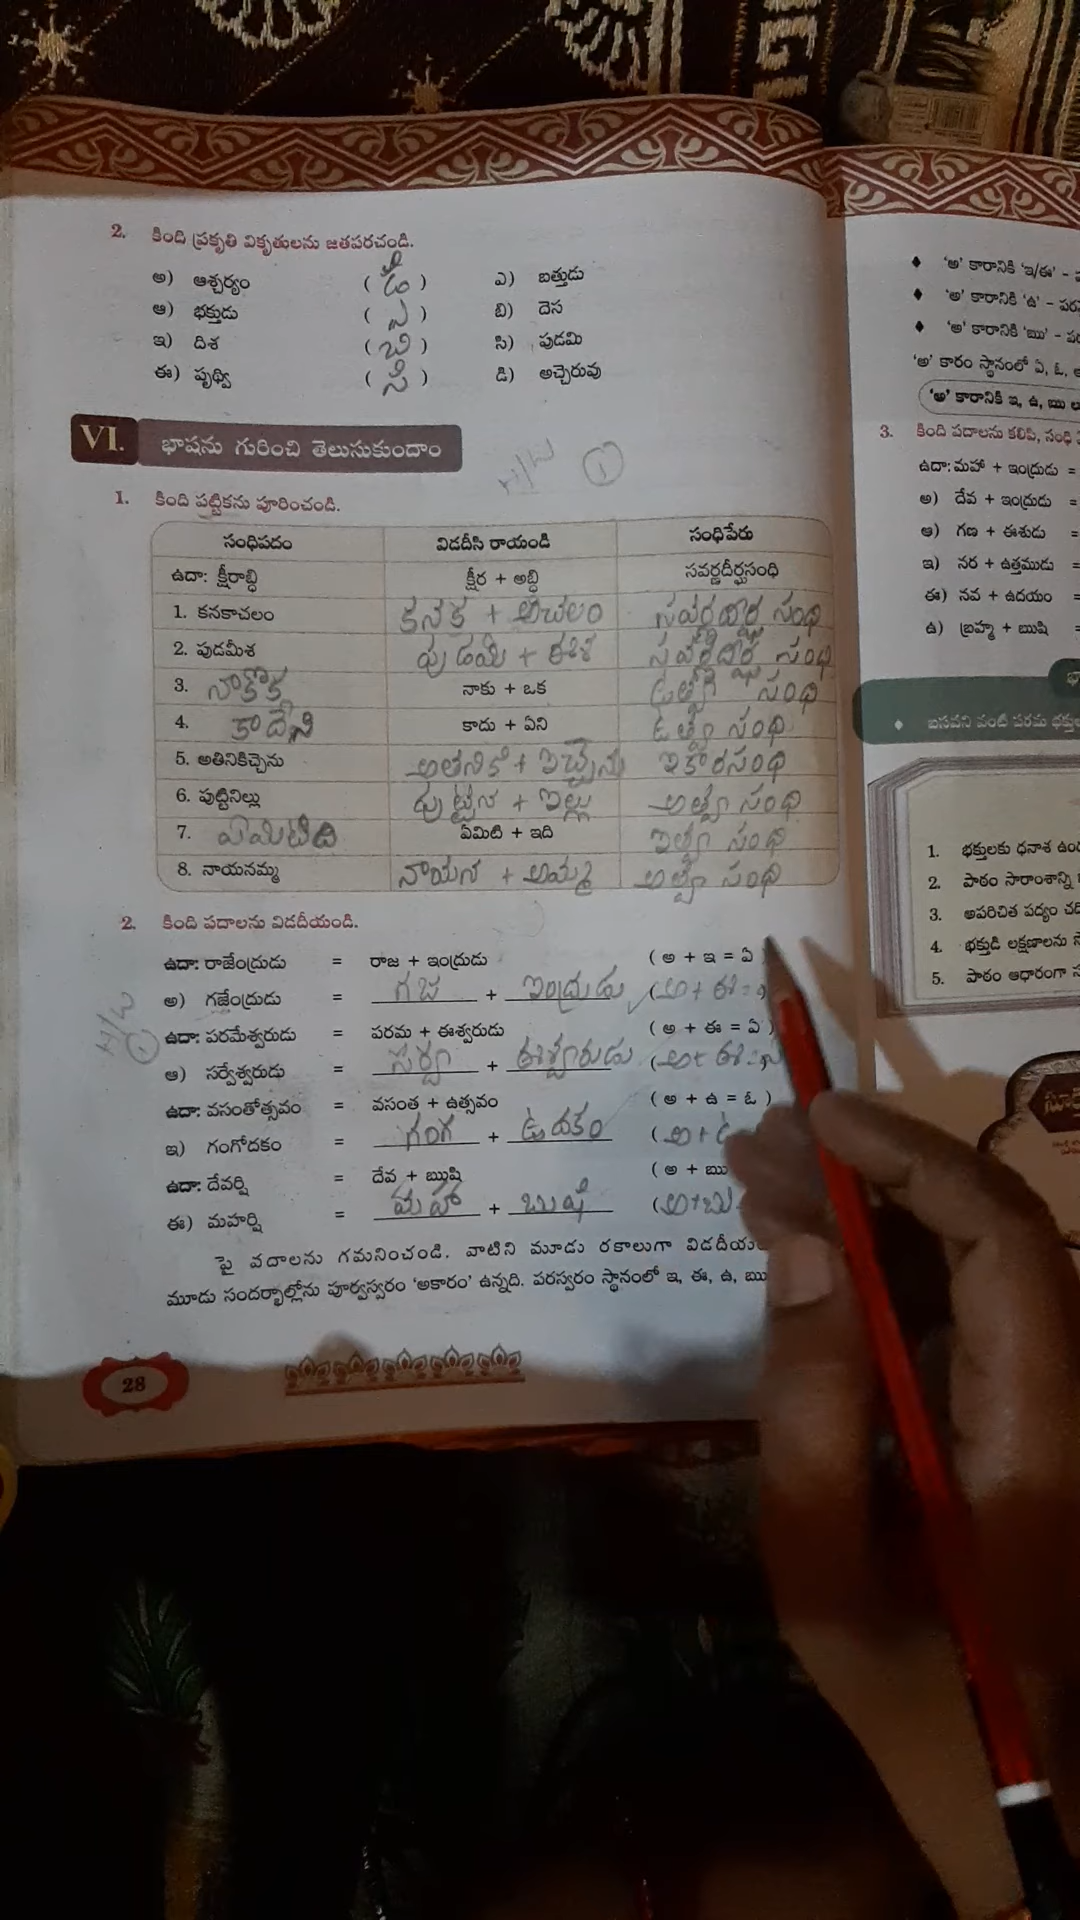 2. కింది ప్రకృతి వికృతులను జతపరచండి.
అ) ఆశ్చర్యం ( డి ) ఎ) బత్తుడు
ఆ) భక్తుడు ( ఎ ) బి) దెస
ఇ) దిశ ( బి ) సి) పుడమి
ఈ) పృథ్వి ( సి ) డి) అచ్చెరువు
VI. భాషను గురించి తెలుసుకుందాం
H/W 1
1. కింది పట్టికను పూరించండి.
సంధిపదం విడదీసి రాయండి సంధిపేరు
ఉదా: క్షీరాబ్ధి క్షీర + అబ్ధి సవర్ణదీర్ఘసంధి
1. కనకాచలం కనక + అచలం సవర్ణదీర్ఘ సంధి
2. పుడమీశ పుడమి + ఈశ సవర్ణదీర్ఘ సంధి
3. నాకొక్క నాకు + ఒక ఉత్వ సంధి
4. కాదేని కాదు + ఏని ఉత్వ సంధి
5. అతినికిచ్చెను అతనికి + ఇచ్చెను ఇకారసంధి
6. పుట్టినిల్లు పుట్టిన + ఇల్లు అత్వ సంధి
7. ఏమిటిది ఏమిటి + ఇది ఇత్వ సంధి
8. నాయనమ్మ నాయన + అమ్మ అత్వ సంధి
2. కింది పదాలను విడదీయండి.
ఉదా: రాజేంద్రుడు = రాజ + ఇంద్రుడు ( అ + ఇ = ఏ )
అ) గజేంద్రుడు = గజ + ఇంద్రుడు (అ + ఈ =
H/W
ఉదా: పరమేశ్వరుడు = పరమ + ఈశ్వరుడు ( అ + ఈ = ఏ )
ఆ) సర్వేశ్వరుడు = సర్వ + ఈశ్వరుడు (అ + ఈ =
ఉదా: వసంతోత్సవం = వసంత + ఉత్సవం ( అ + ఉ = ఓ )
ఇ) గంగోదకం = గంగ + ఉదకం (అ +
ఉదా: దేవర్షి = దేవ + ఋషి ( అ + ఋ
ఈ) మహర్షి = మహా + ఋషి (అ + ఋ
పై పదాలను గమనించండి. వాటిని మూడు రకాలుగా విడదీయ
మూడు సందర్భాల్లోను పూర్వస్వరం ‘అకారం’ ఉన్నది. పరస్వరం స్థానంలో ఇ, ఈ, ఉ, ఋ
28
♦ ‘అ’ కారానికి ‘ఇ/ఈ’ –
♦ ‘అ’ కారానికి ‘ఉ’ –
♦ ‘అ’ కారానికి ‘ఋ’ –
‘అ’ కారం స్థానంలో ఏ, ఓ,
‘అ’ కారానికి ఇ, ఉ, ఋ
3. కింది పదాలను కలిపి, సంధి
ఉదా: మహా + ఇంద్రుడు =
అ) దేవ + ఇంద్రుడు =
ఆ) గణ + ఈశుడు =
ఇ) నర + ఉత్తముడు =
ఈ) నవ + ఉదయం =
ఉ) బ్రహ్మ + ఋషి =
♦ బసవని వంటి పరమ
1. భక్తులకు ధనాశ
2. పాఠం సారాంశాన్ని
3. అపరిచిత పద్యం
4. భక్తుడి లక్షణాలను
5. పాఠం ఆధారంగా